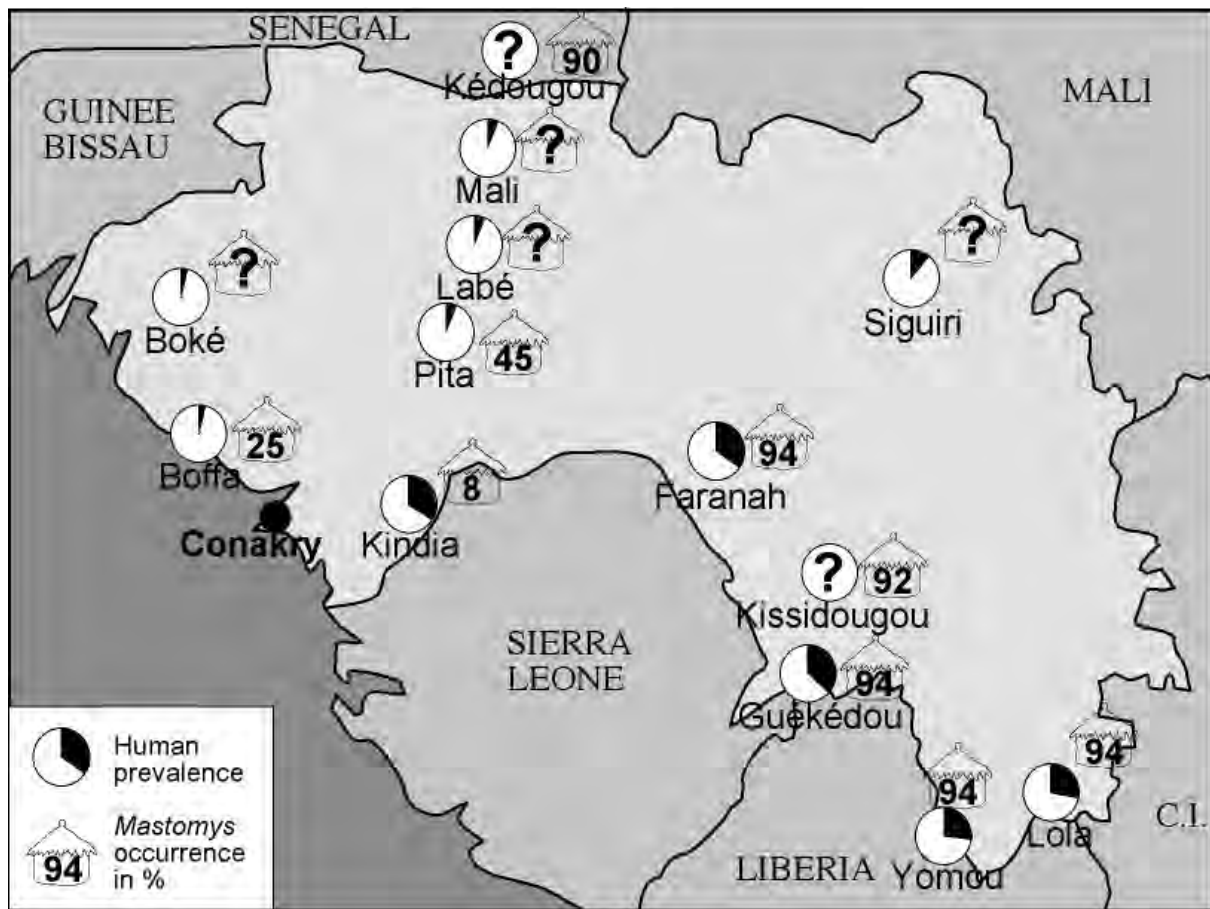 SENEGAL
?
90
Kédougou
GUINEE
BISSAU
MALI
?
Mali
?
Labé
?
Boké
?
Siguiri
45
Pita
25
Boffa
94
Faranah
8
Kindia
Conakry
?
92
Kissidougou
SIERRA
LEONE
94
Guékédou
94
Yomou
94
Lola
C.I.
LIBERIA
Human
prevalence
94
Mastomys
occurrence
in %